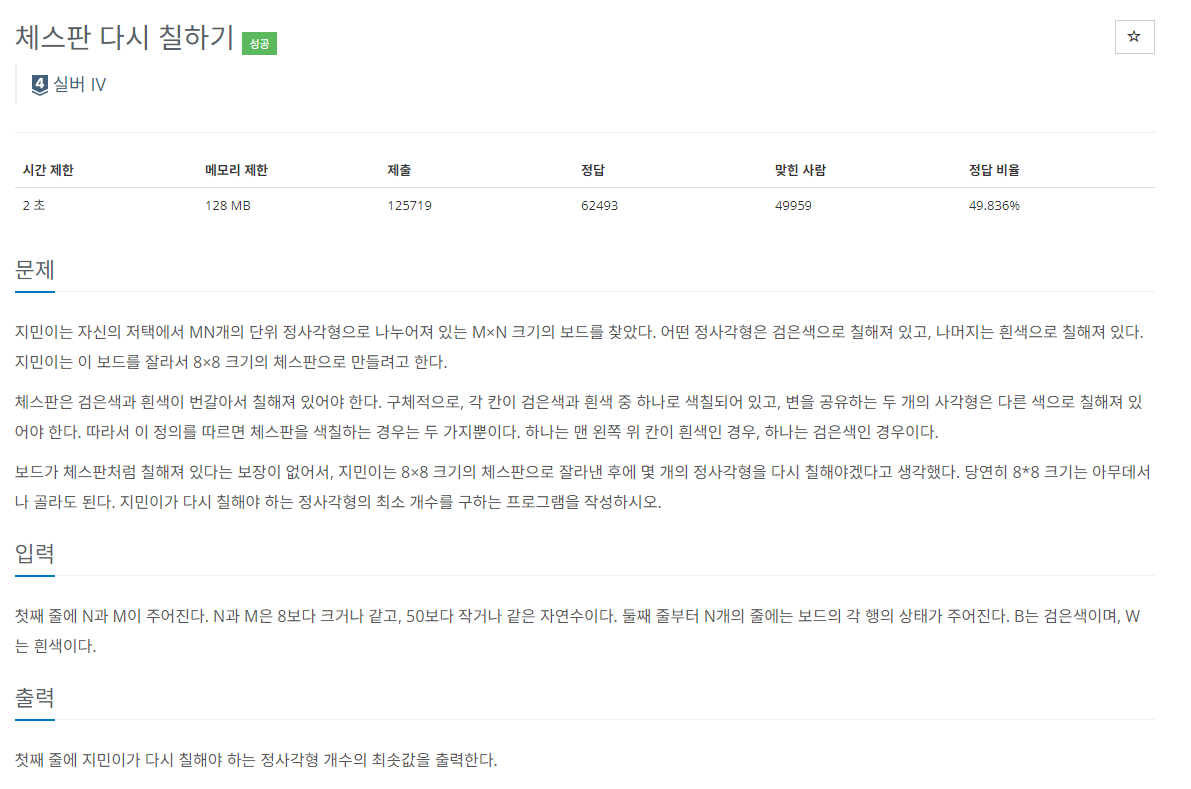 체스판 다시 칠하기 성공
☆
4 실버 IV
시간 제한 메모리 제한 제출 정답 맞힌 사람 정답 비율
2 초 128 MB 125719 62493 49959 49.836%
문제
지민이는 자신의 저택에서 MN개의 단위 정사각형으로 나누어져 있는 M×N 크기의 보드를 찾았다. 어떤 정사각형은 검은색으로 칠해져 있고, 나머지는 흰색으로 칠해져 있다.
지민이는 이 보드를 잘라서 8×8 크기의 체스판으로 만들려고 한다.
체스판은 검은색과 흰색이 번갈아서 칠해져 있어야 한다. 구체적으로, 각 칸이 검은색과 흰색 중 하나로 색칠되어 있고, 변을 공유하는 두 개의 사각형은 다른 색으로 칠해져 있
어야 한다. 따라서 이 정의를 따르면 체스판을 색칠하는 경우는 두 가지뿐이다. 하나는 맨 왼쪽 위 칸이 흰색인 경우, 하나는 검은색인 경우이다.
보드가 체스판처럼 칠해져 있다는 보장이 없어서, 지민이는 8×8 크기의 체스판으로 잘라낸 후에 몇 개의 정사각형을 다시 칠해야겠다고 생각했다. 당연히 8*8 크기는 아무데서
나 골라도 된다. 지민이가 다시 칠해야 하는 정사각형의 최소 개수를 구하는 프로그램을 작성하시오.
입력
첫째 줄에 N과 M이 주어진다. N과 M은 8보다 크거나 같고, 50보다 작거나 같은 자연수이다. 둘째 줄부터 N개의 줄에는 보드의 각 행의 상태가 주어진다. B는 검은색이며, W
는 흰색이다.
출력
첫째 줄에 지민이가 다시 칠해야 하는 정사각형 개수의 최솟값을 출력한다.